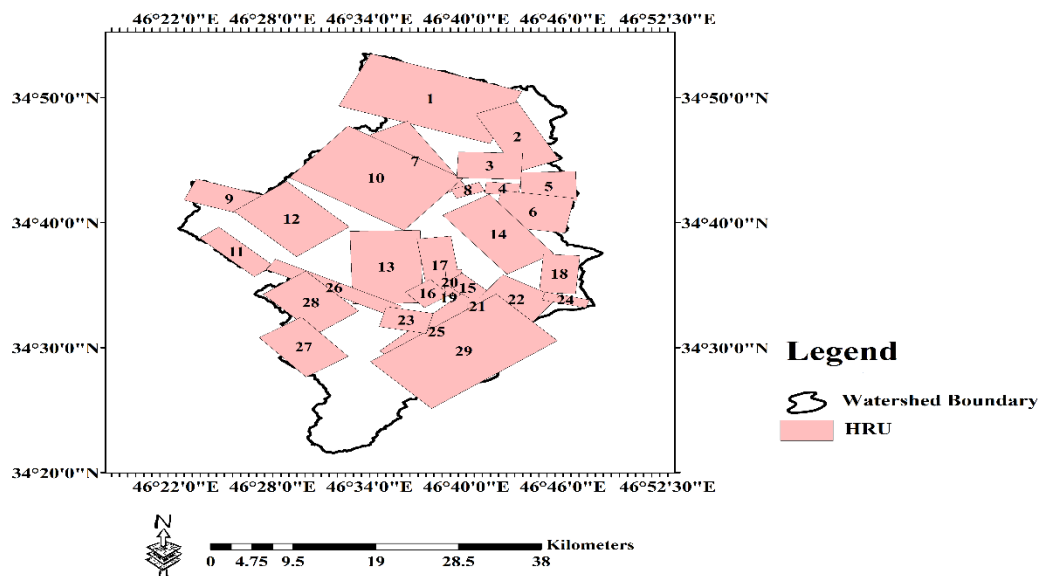 46°22'0"E 46°28'0"E 46°34'0"E 46°40'0"E 46°46'0"E 46°52'30"E
34°50'0"N 34°50'0"N
1
2
3
7
10
8 4 5
9
6
12
14
11
13 17 18
20
26 16 15
28 19 22 24
21
23
25
27 29
34°40'0"N 34°40'0"N
34°30'0"N 34°30'0"N
34°20'0"N 34°20'0"N
46°22'0"E 46°28'0"E 46°34'0"E 46°40'0"E 46°46'0"E 46°52'30"E
Legend
Watershed Boundary
HRU
N
Kilometers
0 4.75 9.5 19 28.5 38